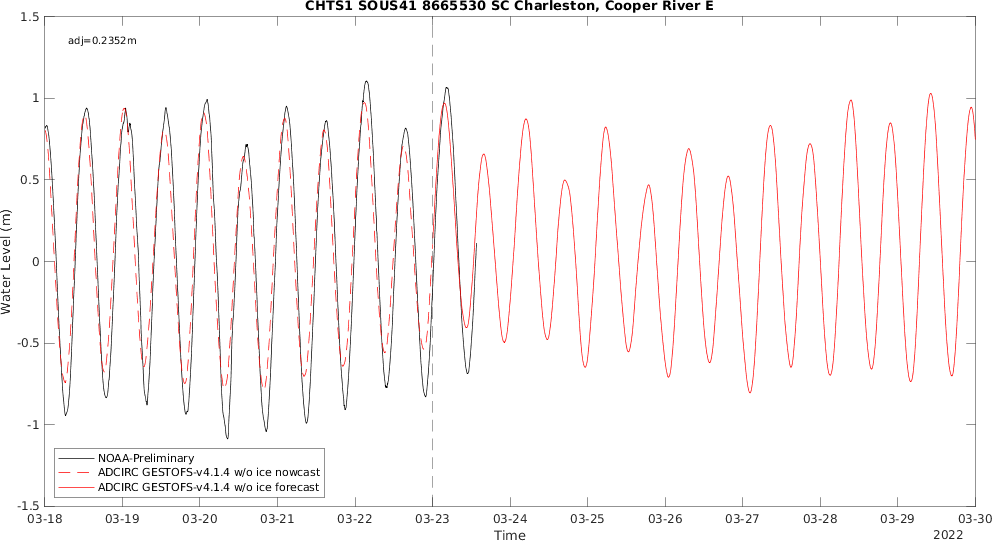 CHTS1 SOUS41 8665530 SC Charleston, Cooper River E
adj=0.2352m
1.5
1
0.5
0
-0.5
-1
-1.5
Water Level (m)
NOAA-Preliminary
ADCIRC GESTOFS-v4.1.4 w/o ice nowcast
ADCIRC GESTOFS-v4.1.4 w/o ice forecast
03-18 03-19 03-20 03-21 03-22 03-23 03-24 03-25 03-26 03-27 03-28 03-29 03-30
Time
2022